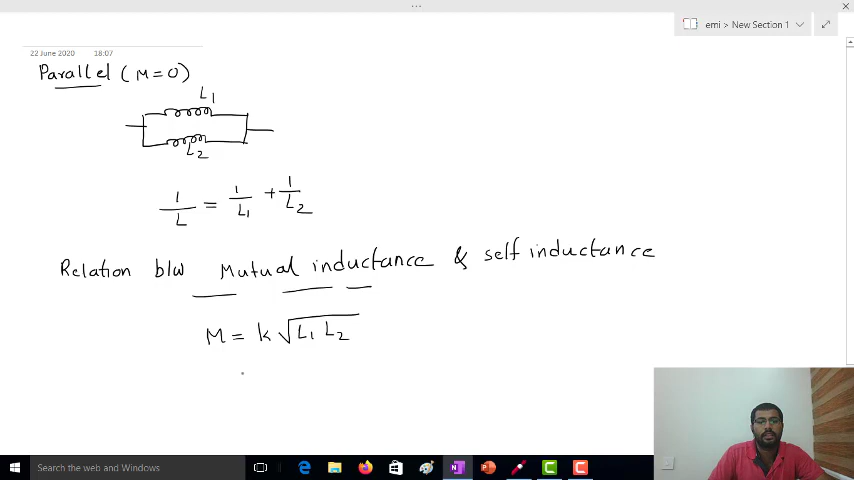 emi > New Section 1
22 June 2020 18:07
Parallel (M=0)
L1
L2
1/L = 1/L1 + 1/L2
Relation b/w Mutual inductance & self inductance
M = k √L1 L2
Search the web and Windows